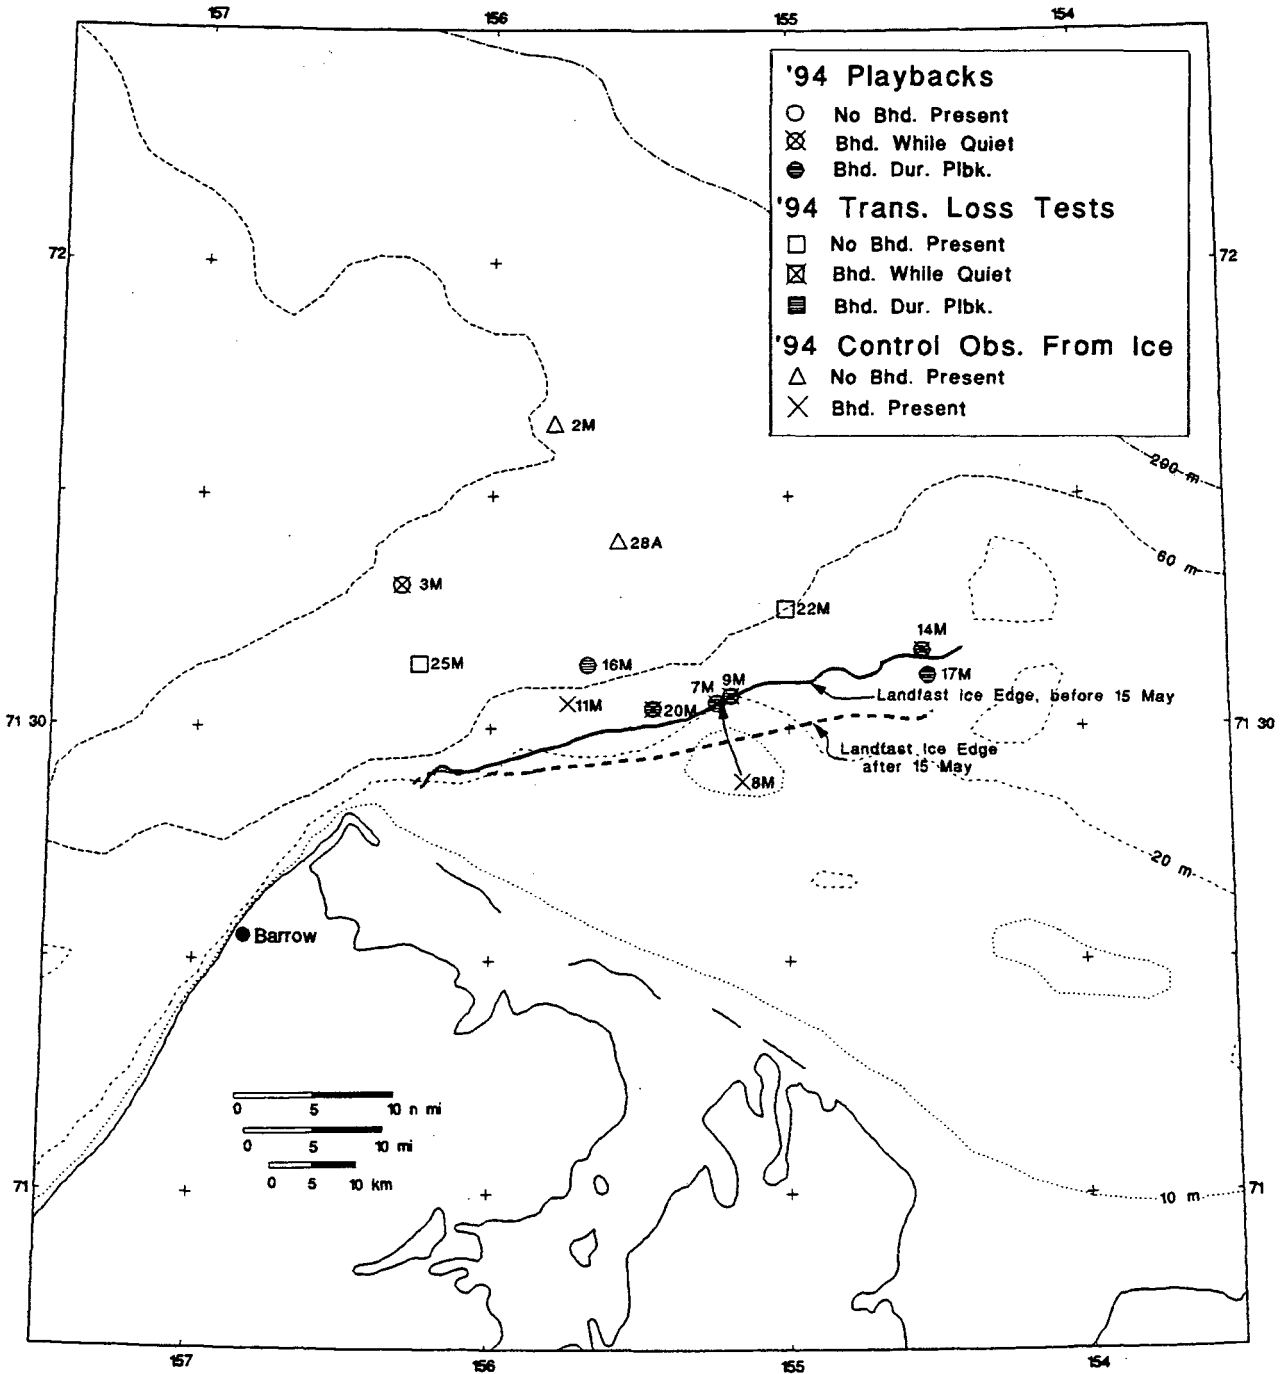 157
156
155
154
'94 Playbacks
No Bhd. Present
Bhd. While Quiet
Bhd. Dur. Plbk.
'94 Trans. Loss Tests
No Bhd. Present
Bhd. While Quiet
Bhd. Dur. Plbk.
'94 Control Obs. From Ice
No Bhd. Present
Bhd. Present
72
72
2M
200 m
28A
60 m
3M
22M
14M
25M
16M
17M
9M
7M
Landfast Ice Edge, before 15 May
11M
20M
71 30
71 30
Landfast Ice Edge
after 15 May
8M
20 m
Barrow
0 5 10 n mi
0 5 10 mi
0 5 10 km
71
71
10 m
157
156
155
154